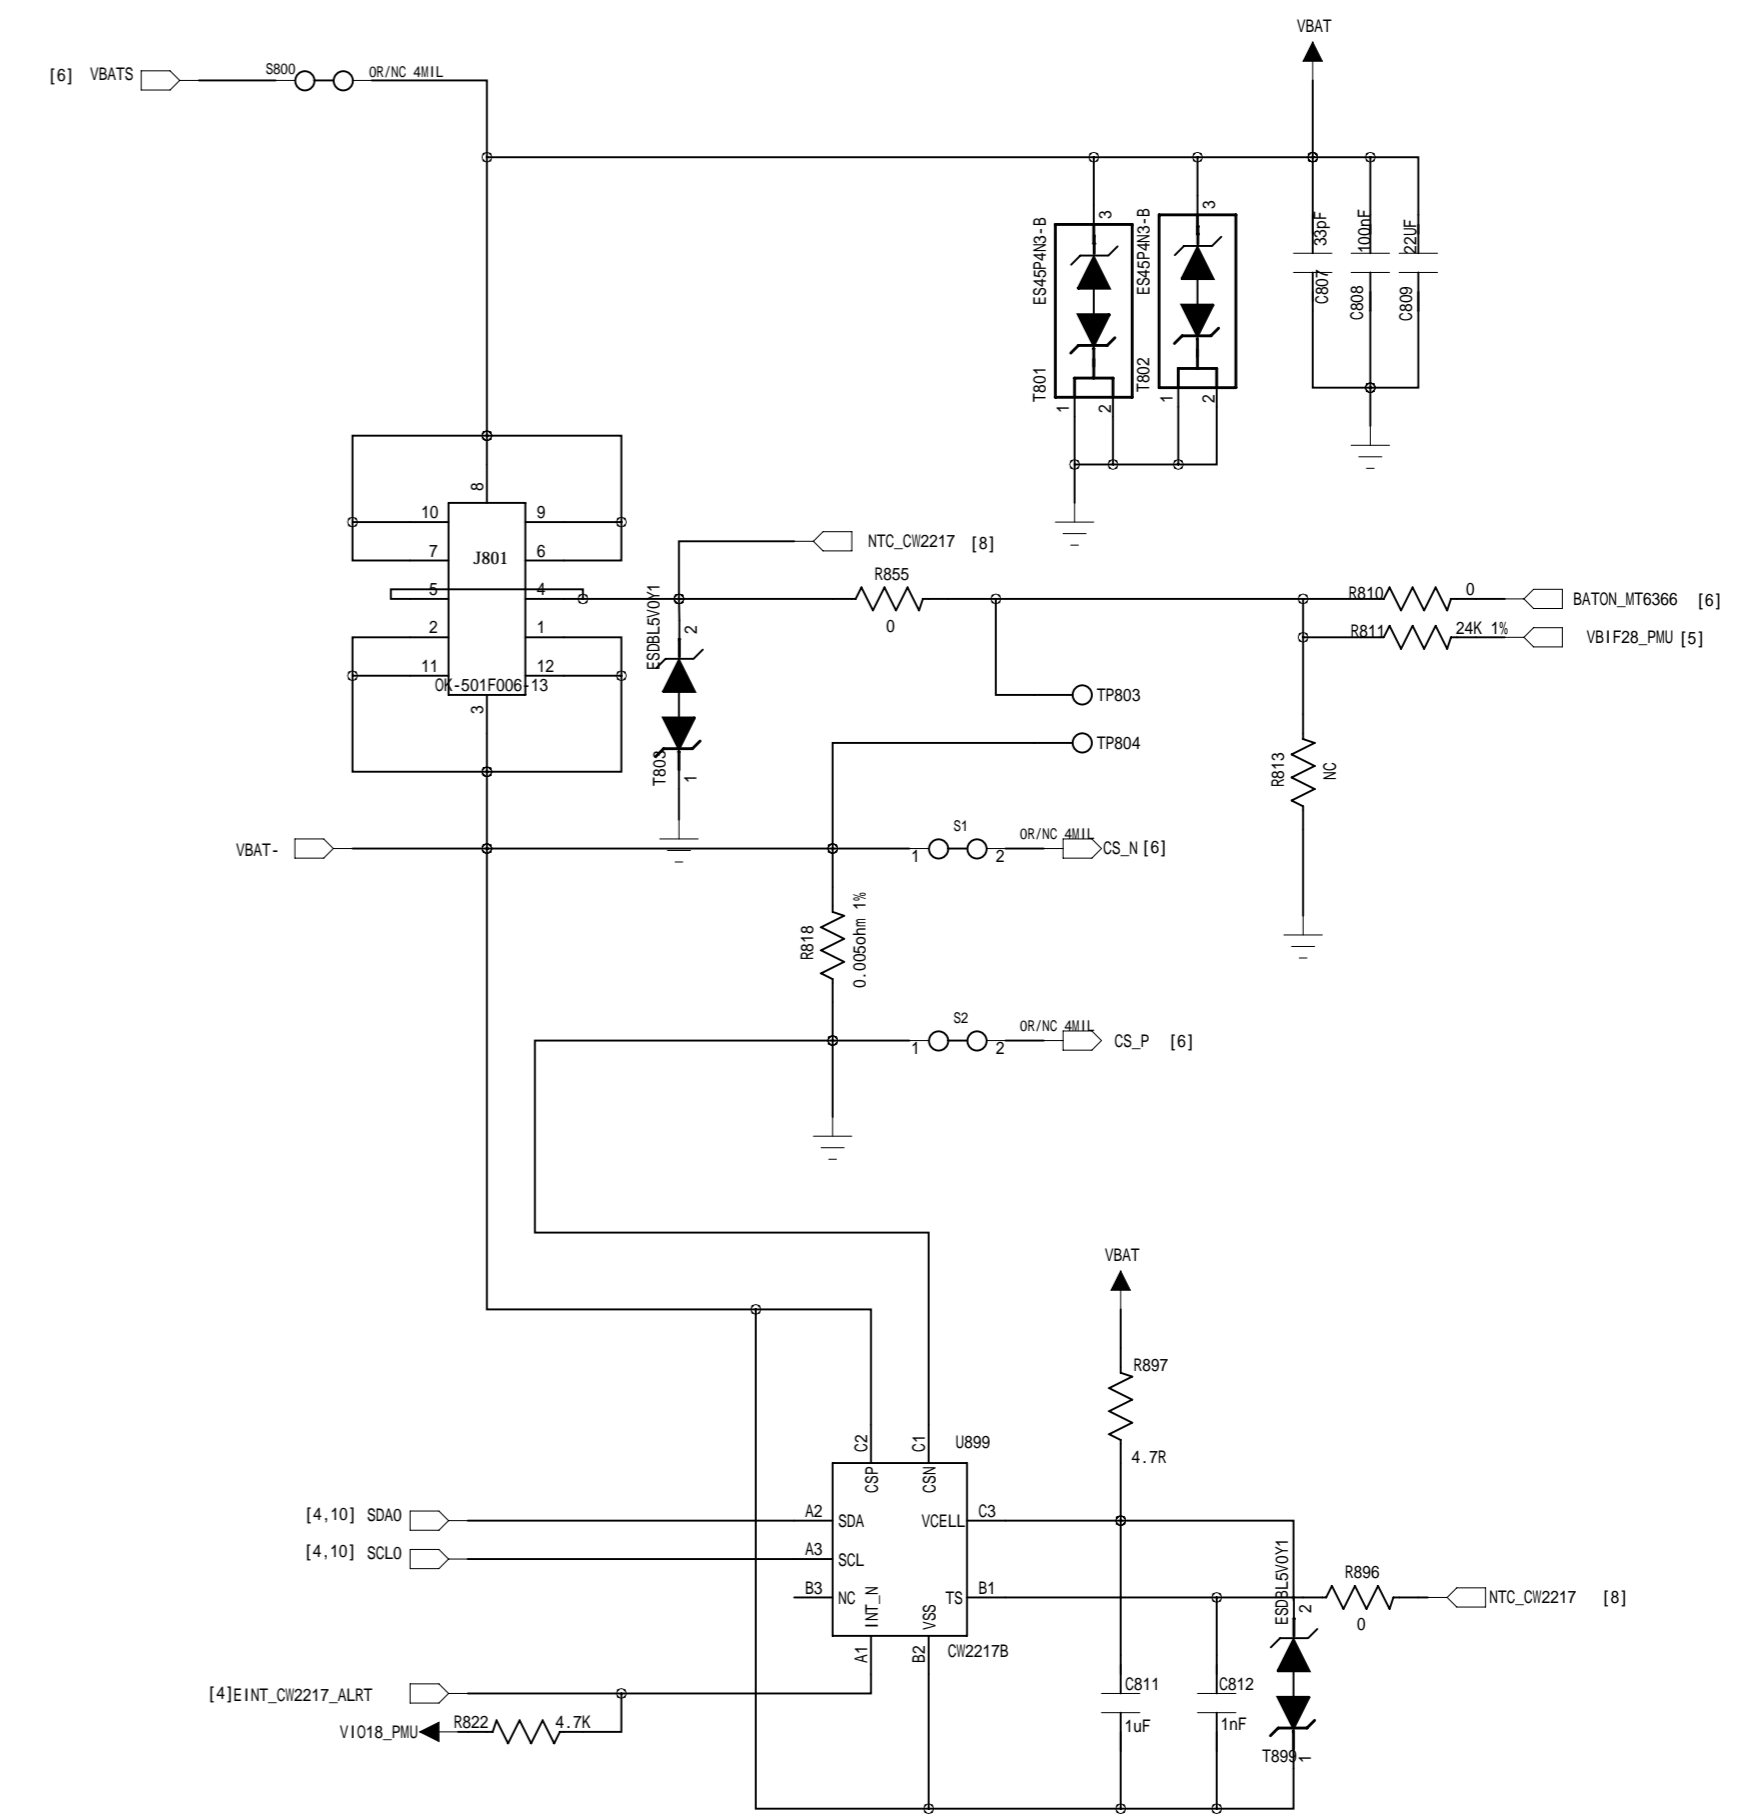 VBAT
[6] VBATS
S800
0R/NC 4MIL
ES45P4N3-B
3
ES45P4N3-B
3
33pF
100nF
22UF
C807
C808
C809
T801
T802
1
2
1
2
8
10
9
7
J801
6
5
4
2
1
11
12
OK-501F006-13
3
NTC_CW2217 [8]
R855
0
ESDBL5V0Y1
2
T803
1
R810
0
BATON_MT6366 [6]
R811
24K 1%
VBIF28_PMU [5]
TP803
TP804
R813
NC
VBAT-
S1
1
2
0R/NC 4MIL
CS_N [6]
R818
0.005ohm 1%
S2
1
2
0R/NC 4MIL
CS_P [6]
VBAT
R897
4.7R
C2
C1
U899
CSP
CSN
[4,10] SDA0
A2
SDA
VCELL
C3
[4,10] SCL0
A3
SCL
B3
NC
TS
B1
INT_N
VSS
A1
B2
CW2217B
ESDBL5V0Y1
2
R896
0
NTC_CW2217 [8]
[4]EINT_CW2217_ALRT
VIO18_PMU
R822
4.7K
C811
1uF
C812
1nF
T899
1